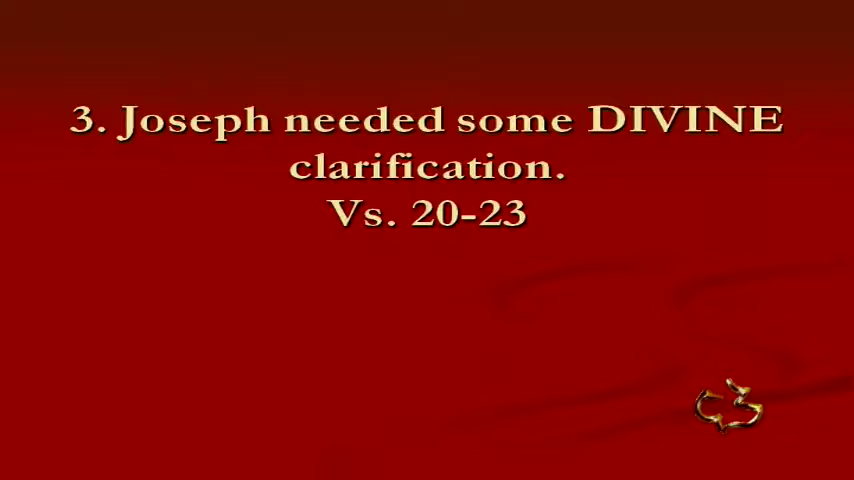 3. Joseph needed some DIVINE
clarification.
Vs. 20-23